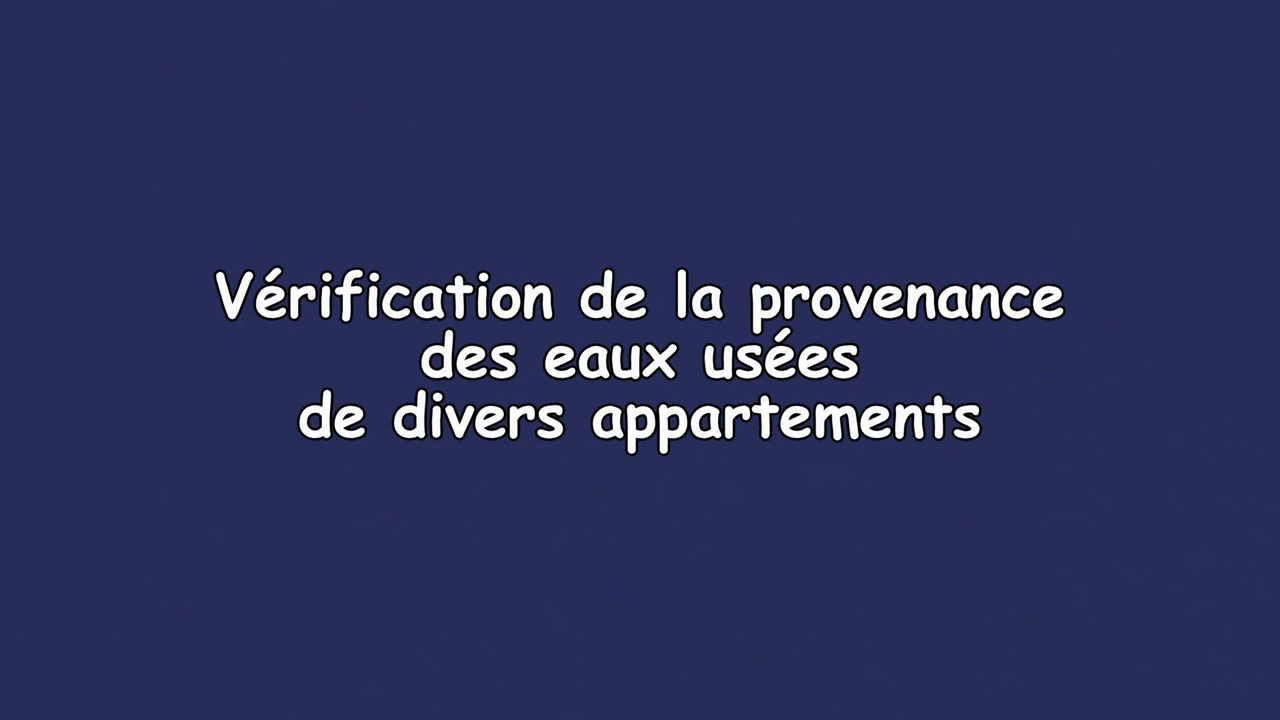 Vérification de la provenance
des eaux usées
de divers appartements